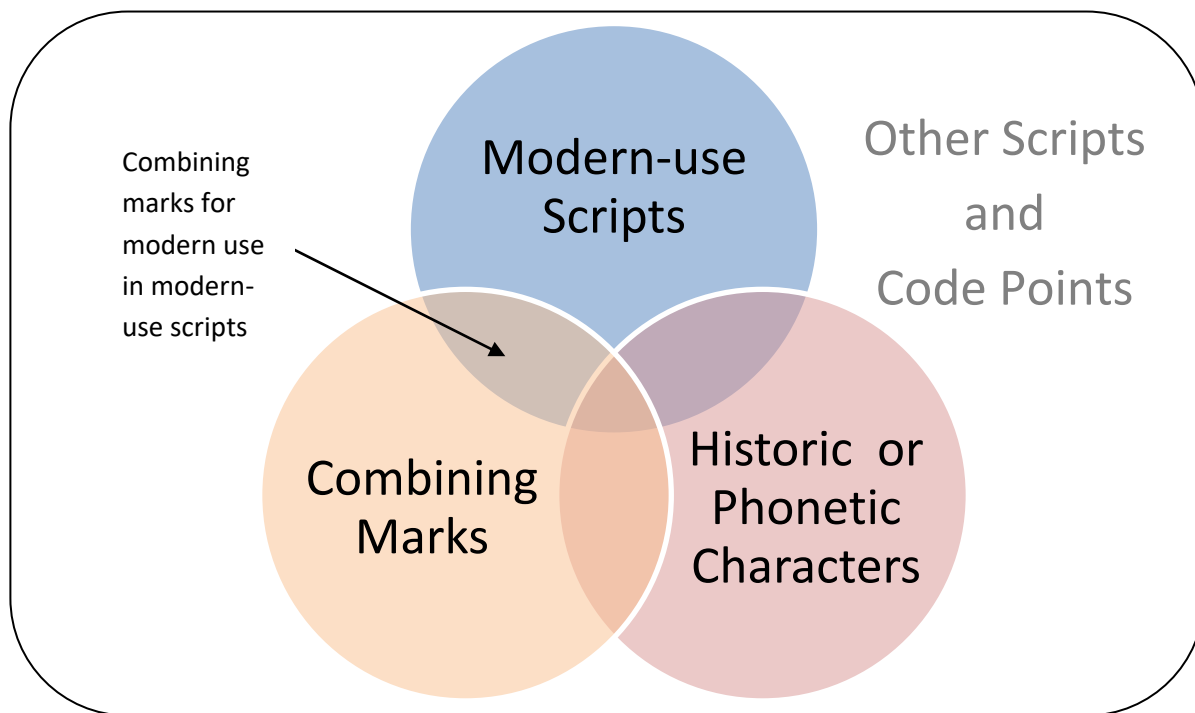 Combining
marks for
modern use
in modern-
use scripts
Modern-use
Scripts
Other Scripts
and
Code Points
Combining
Marks
Historic or
Phonetic
Characters